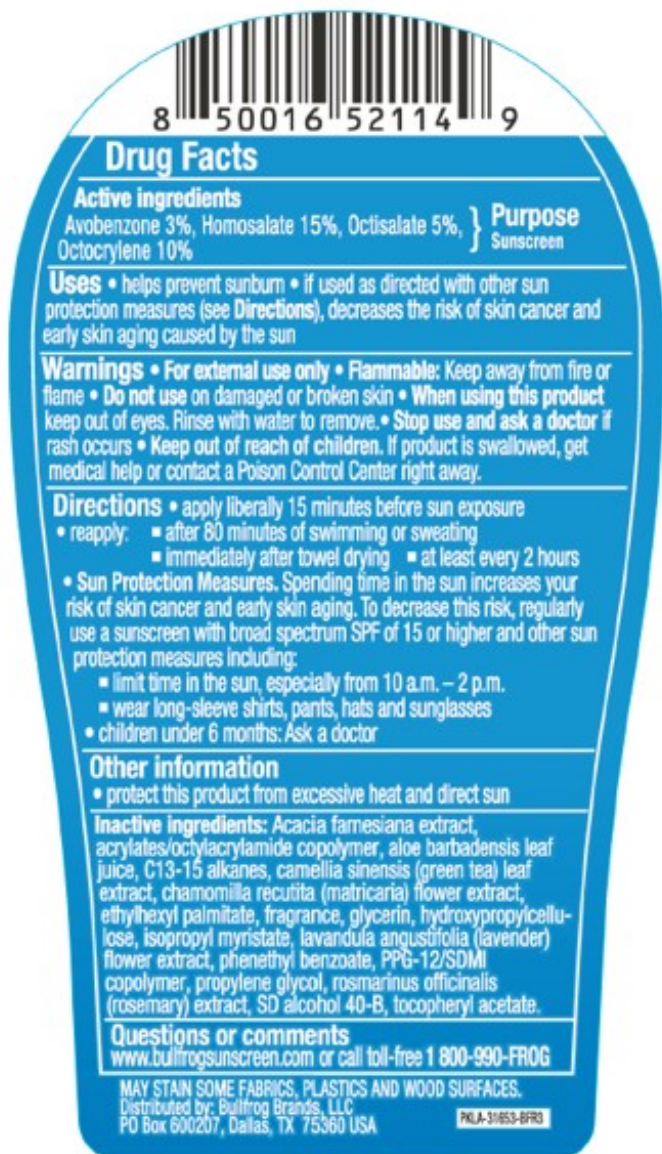 8 50016 52114 9
Drug Facts
Active ingredients
Avobenzone 3%, Homosalate 15%, Octisalate 5%,
Octocrylene 10%
} Purpose
Sunscreen
Uses • helps prevent sunburn • if used as directed with other sun
protection measures (see Directions), decreases the risk of skin cancer and
early skin aging caused by the sun
Warnings • For external use only • Flammable: Keep away from fire or
flame • Do not use on damaged or broken skin • When using this product
keep out of eyes. Rinse with water to remove.• Stop use and ask a doctor if
rash occurs • Keep out of reach of children. If product is swallowed, get
medical help or contact a Poison Control Center right away.
Directions • apply liberally 15 minutes before sun exposure
• reapply: ▪ after 80 minutes of swimming or sweating
▪ immediately after towel drying ▪ at least every 2 hours
• Sun Protection Measures. Spending time in the sun increases your
risk of skin cancer and early skin aging. To decrease this risk, regularly
use a sunscreen with broad spectrum SPF of 15 or higher and other sun
protection measures including:
▪ limit time in the sun, especially from 10 a.m. – 2 p.m.
▪ wear long-sleeve shirts, pants, hats and sunglasses
• children under 6 months: Ask a doctor
Other information
• protect this product from excessive heat and direct sun
Inactive ingredients: Acacia farnesiana extract,
acrylates/octylacrylamide copolymer, aloe barbadensis leaf
juice, C13-15 alkanes, camellia sinensis (green tea) leaf
extract, chamomilla recutita (matricaria) flower extract,
ethylhexyl palmitate, fragrance, glycerin, hydroxypropylcellu-
lose, isopropyl myristate, lavandula angustifolia (lavender)
flower extract, phenethyl benzoate, PPG-12/SDMI
copolymer, propylene glycol, rosmarinus officinalis
(rosemary) extract, SD alcohol 40-B, tocopheryl acetate.
Questions or comments
www.bullfrogsunscreen.com or call toll-free 1 800-990-FROG
MAY STAIN SOME FABRICS, PLASTICS AND WOOD SURFACES.
Distributed by: Bullfrog Brands, LLC
PO Box 600207, Dallas, TX 75360 USA
PKLA-31653-BFR3